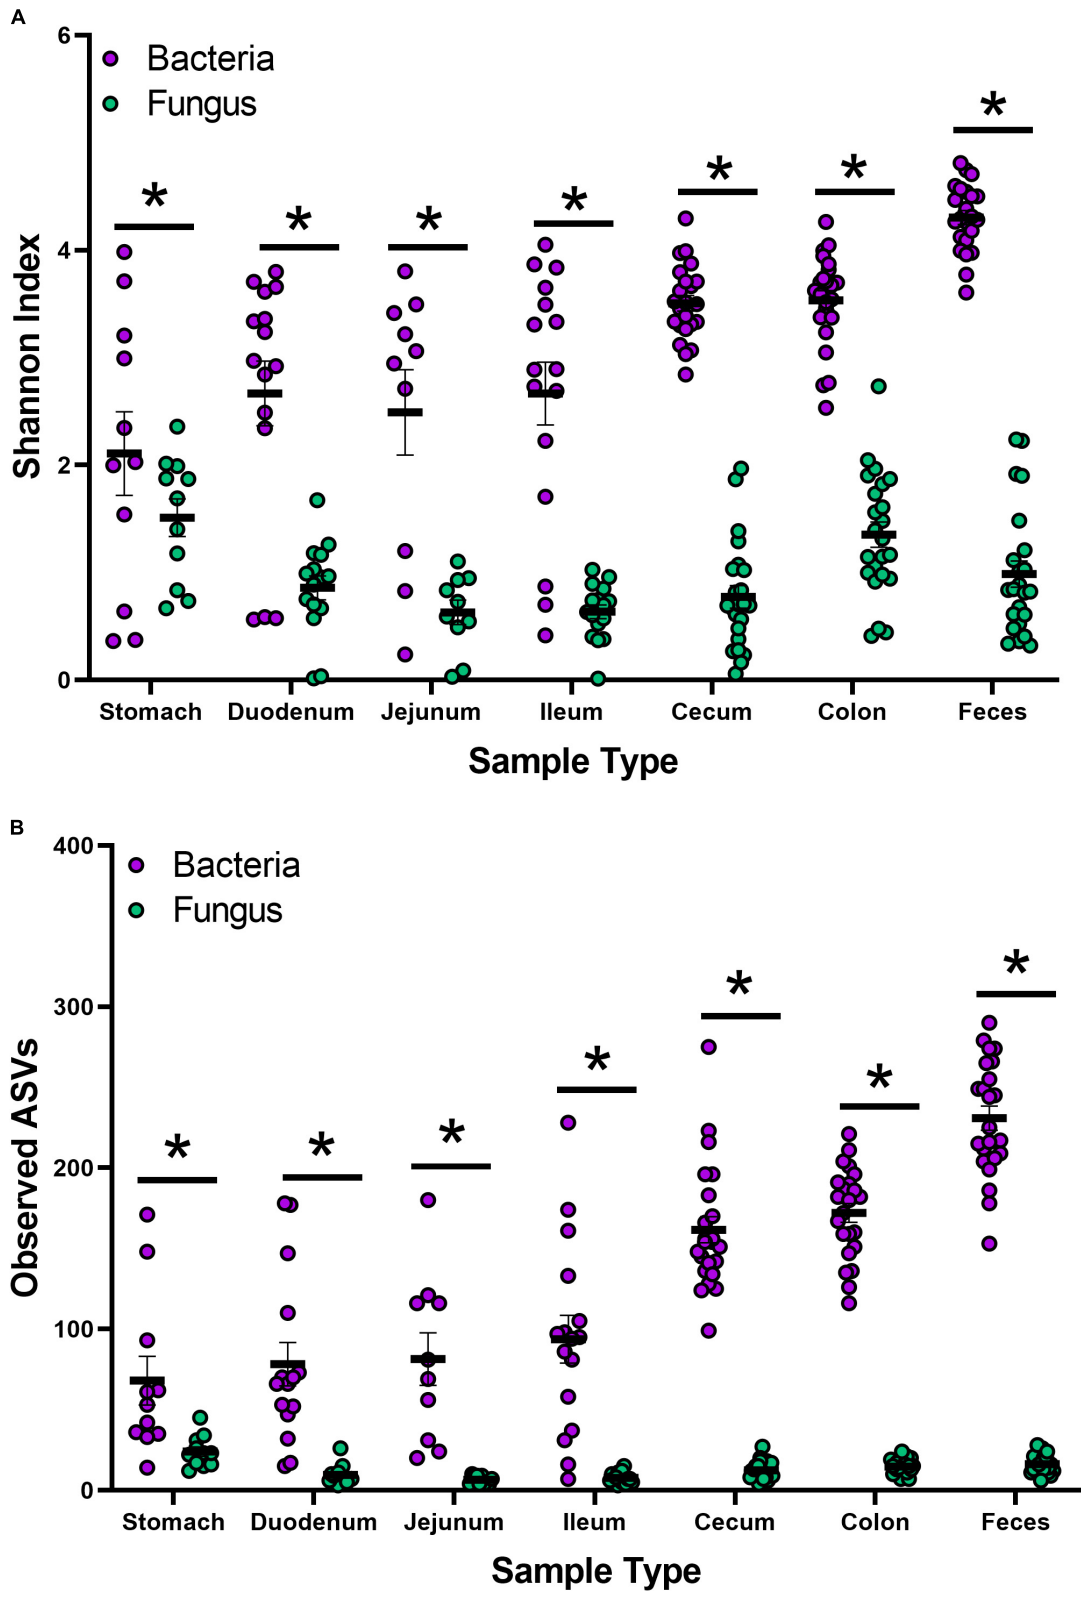 A
6
Bacteria
Fungus
4
2
0
Shannon Index
* * * * * * *
Stomach Duodenum Jejunum Ileum Cecum Colon Feces
Sample Type
B
400
Bacteria
Fungus
300
200
100
0
Observed ASVs
* * * * * * *
Stomach Duodenum Jejunum Ileum Cecum Colon Feces
Sample Type